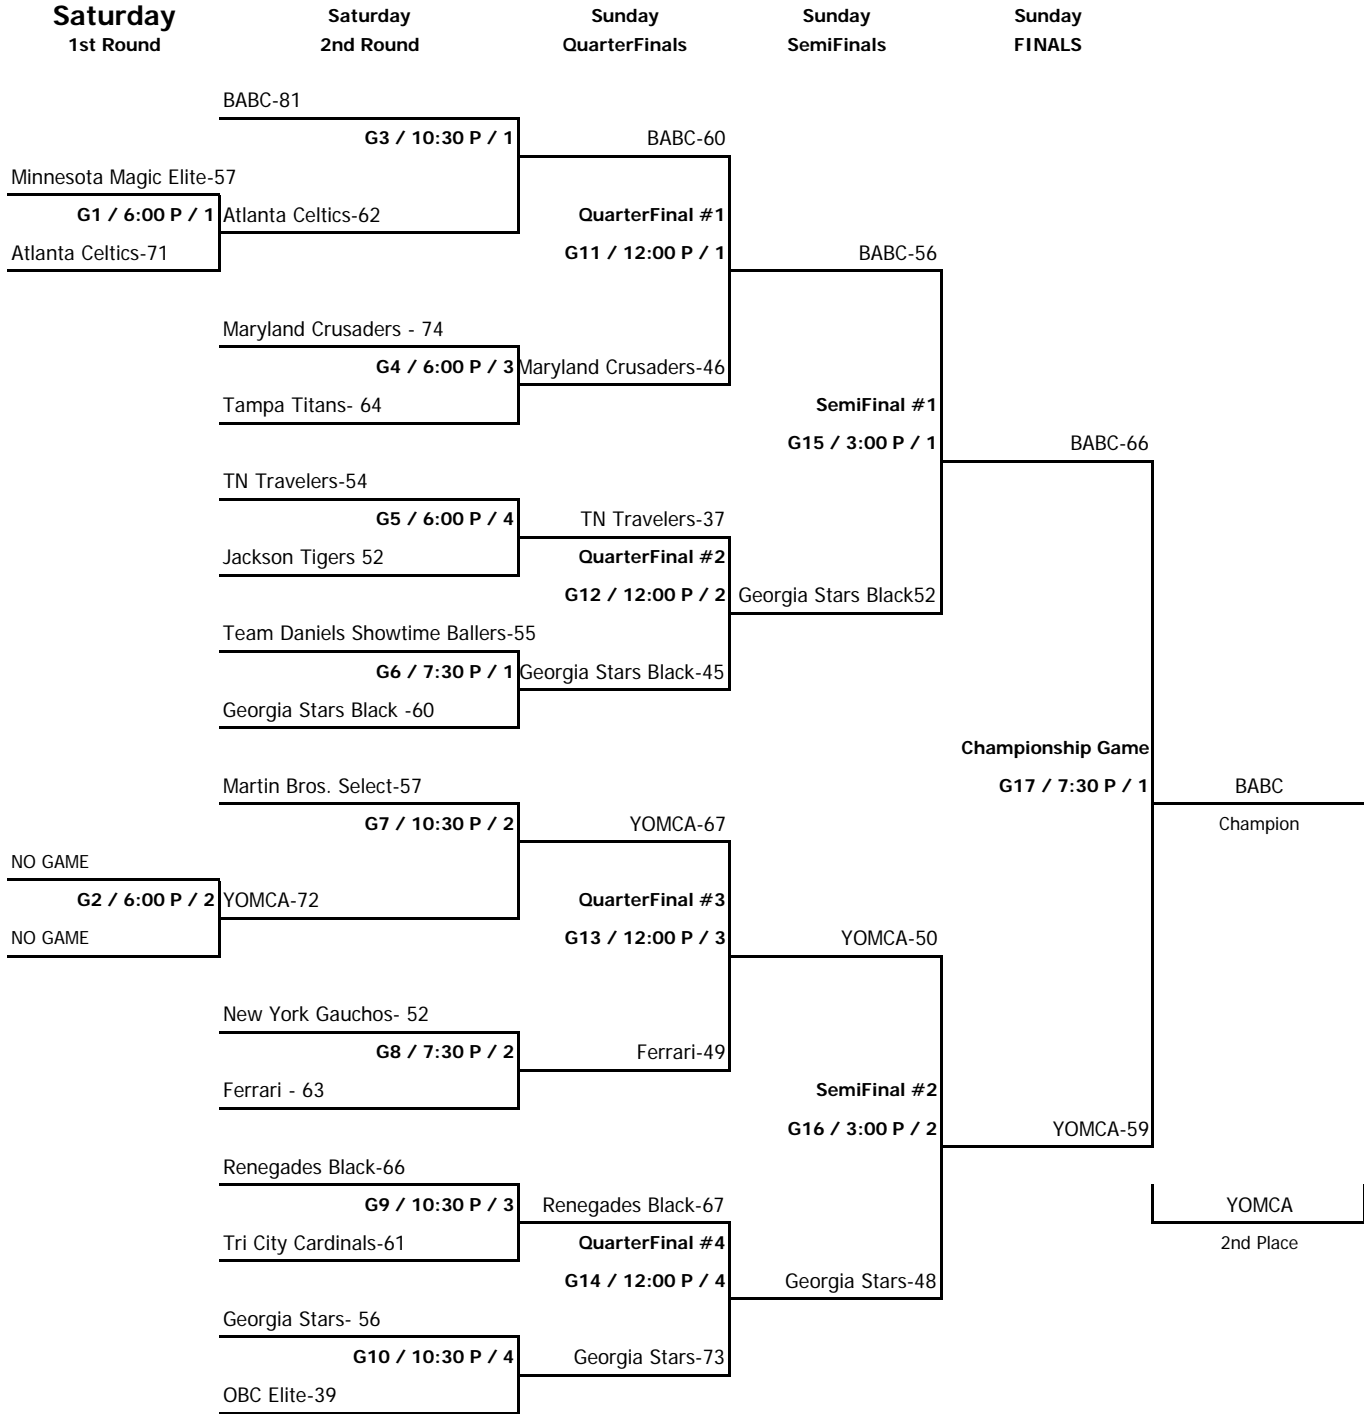 Saturday
1st Round
Saturday
2nd Round
Sunday
QuarterFinals
Sunday
SemiFinals
Sunday
FINALS
BABC-81
G3 / 10:30 P / 1
BABC-60
Minnesota Magic Elite-57
G1 / 6:00 P / 1
Atlanta Celtics-62
QuarterFinal #1
Atlanta Celtics-71
G11 / 12:00 P / 1
BABC-56
Maryland Crusaders - 74
G4 / 6:00 P / 3
Maryland Crusaders-46
Tampa Titans- 64
SemiFinal #1
G15 / 3:00 P / 1
BABC-66
TN Travelers-54
G5 / 6:00 P / 4
TN Travelers-37
Jackson Tigers 52
QuarterFinal #2
G12 / 12:00 P / 2
Georgia Stars Black52
Team Daniels Showtime Ballers-55
G6 / 7:30 P / 1
Georgia Stars Black-45
Georgia Stars Black -60
Championship Game
Martin Bros. Select-57
G17 / 7:30 P / 1
BABC
G7 / 10:30 P / 2
YOMCA-67
Champion
NO GAME
G2 / 6:00 P / 2
YOMCA-72
QuarterFinal #3
NO GAME
G13 / 12:00 P / 3
YOMCA-50
New York Gauchos- 52
G8 / 7:30 P / 2
Ferrari-49
Ferrari - 63
SemiFinal #2
G16 / 3:00 P / 2
YOMCA-59
Renegades Black-66
G9 / 10:30 P / 3
Renegades Black-67
YOMCA
Tri City Cardinals-61
QuarterFinal #4
2nd Place
G14 / 12:00 P / 4
Georgia Stars-48
Georgia Stars- 56
G10 / 10:30 P / 4
Georgia Stars-73
OBC Elite-39